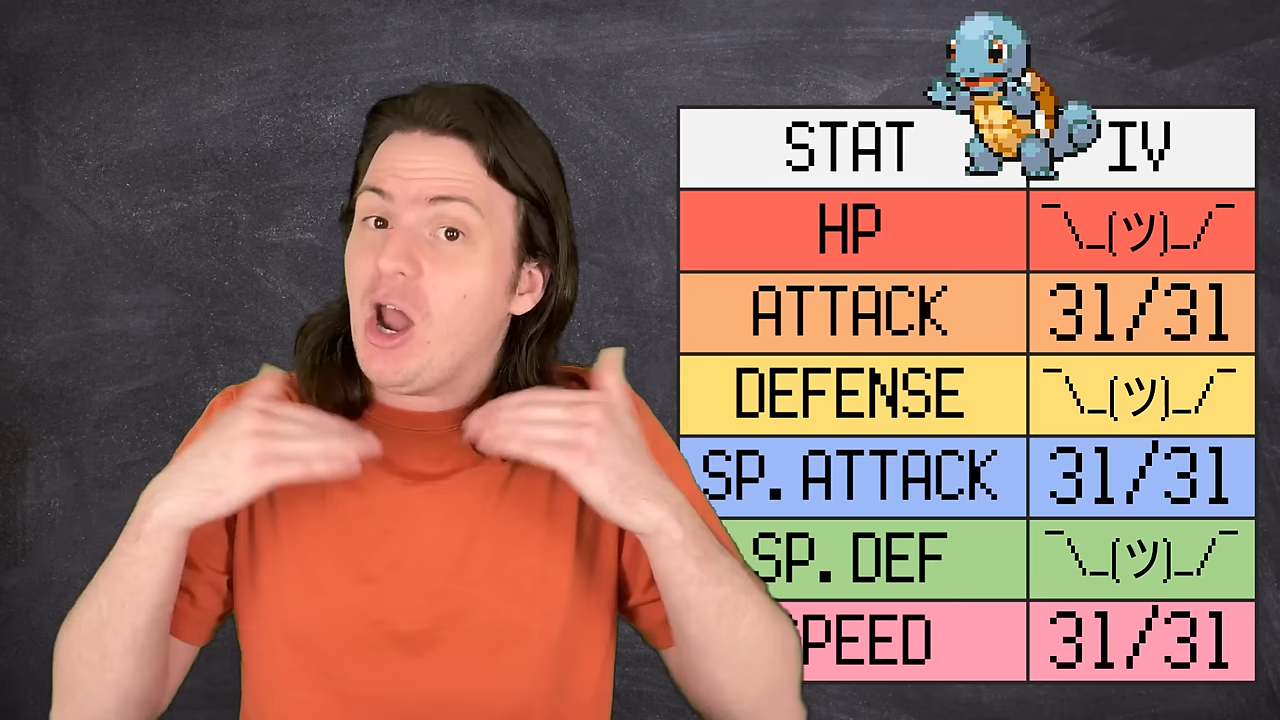 STAT IV
HP ¯\_(ツ)_/¯
ATTACK 31/31
DEFENSE ¯\_(ツ)_/¯
SP. ATTACK 31/31
SP. DEF ¯\_(ツ)_/¯
SPEED 31/31